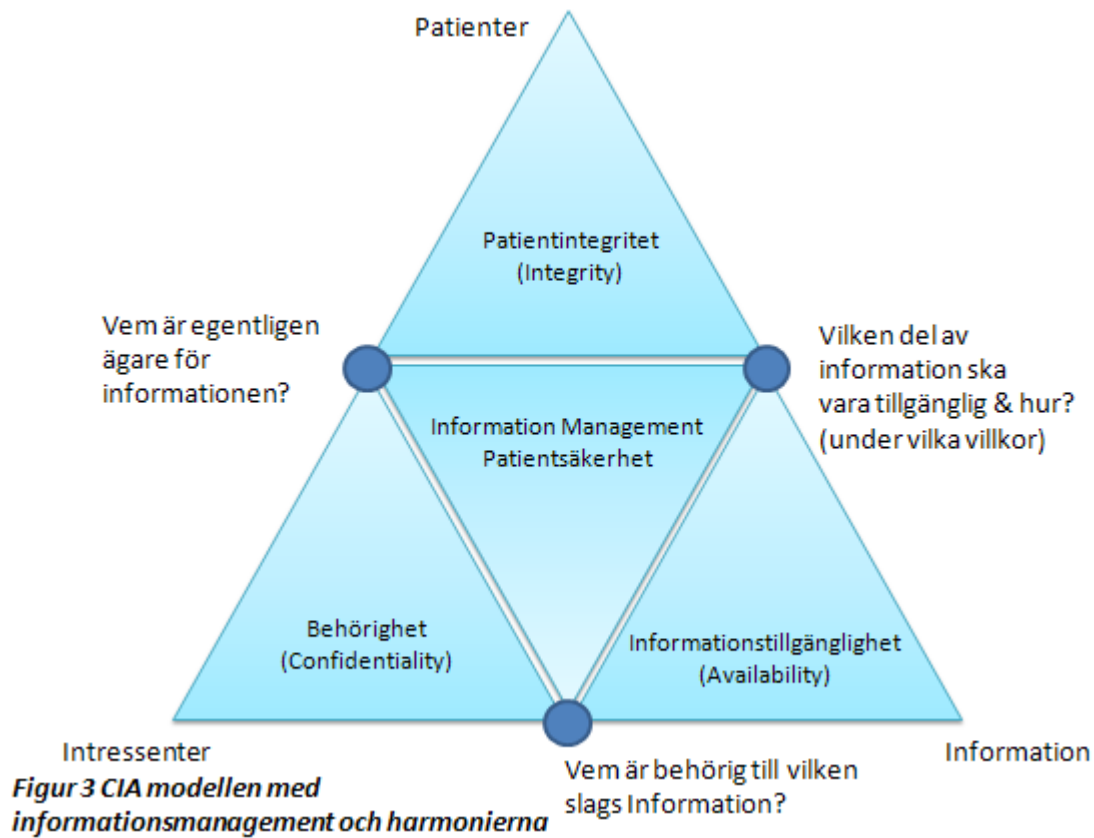 Patienter
Patientintegritet
(Integrity)
Vem är egentligen
ägare för
informationen?
Vilken del av
information ska
vara tillgänglig & hur?
(under vilka villkor)
Information Management
Patientsäkerhet
Behörighet
(Confidentiality)
Informationstillgänglighet
(Availability)
Intressenter
Information
Vem är behörig till vilken
slags Information?
Figur 3 CIA modellen med
informationsmanagement och harmonierna